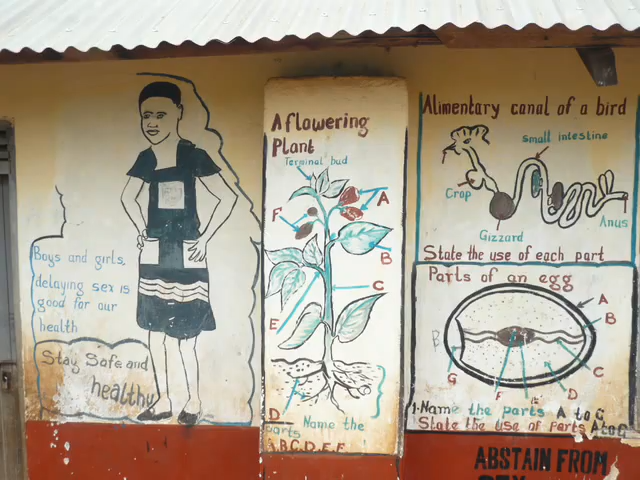 Boys and girls,
delaying sex is
good for our
health
Stay Safe and
healthy
A flowering
Plant
Terminal bud
A
F
B
C
E
D
Name the
parts
A.B.C.D.E.F
Alimentary canal of a bird
small intestine
Crop
Gizzard
Anus
State the use of each part
Parts of an egg
A
B
B
C
G
F
E
D
1-Name the parts A to G
State the use of parts A to G
ABSTAIN FROM
SEX